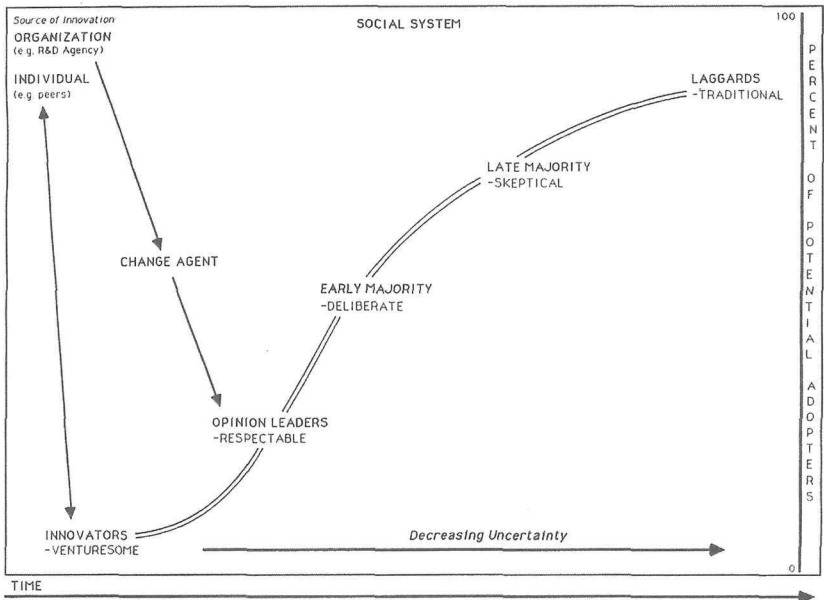 Source of Innovation
ORGANIZATION
(e.g. R&D Agency)
INDIVIDUAL
(e.g. peers)
SOCIAL SYSTEM
100
LAGGARDS
-TRADITIONAL
LATE MAJORITY
-SKEPTICAL
CHANGE AGENT
EARLY MAJORITY
-DELIBERATE
OPINION LEADERS
-RESPECTABLE
INNOVATORS
-VENTURESOME
Decreasing Uncertainty
PERCENT OF POTENTIAL ADOPTERS
0
TIME